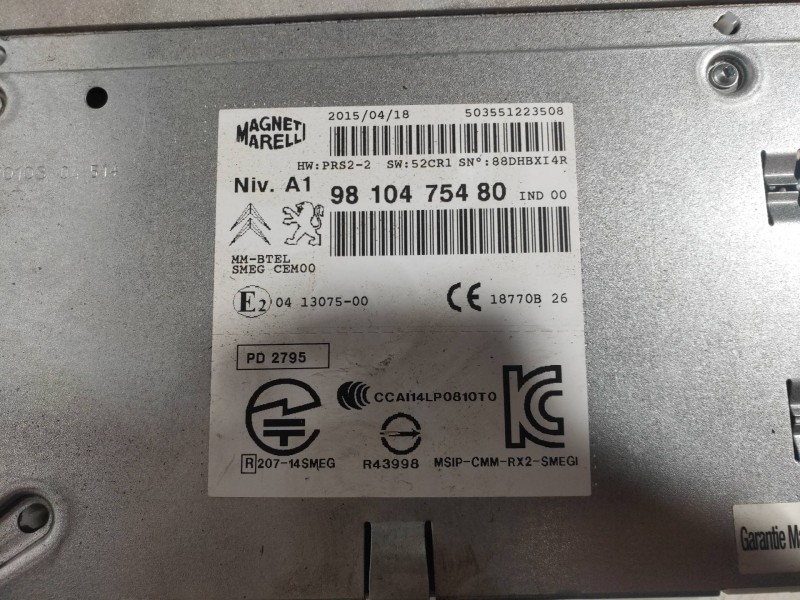 2015/04/18 503551223508
MAGNETI
MARELLI
HW:PRS2-2 SW:52CR1 SN°:88DHBXI4R
Niv. A1 98 104 754 80 IND 00
MM-BTEL
SMEG CEM00
E2 04 13075-00 CE 18770B 26
PD 2795
CCAI14LP0810T0
R 207-14SMEG R43998 MSIP-CMM-RX2-SMEGI
Garantie